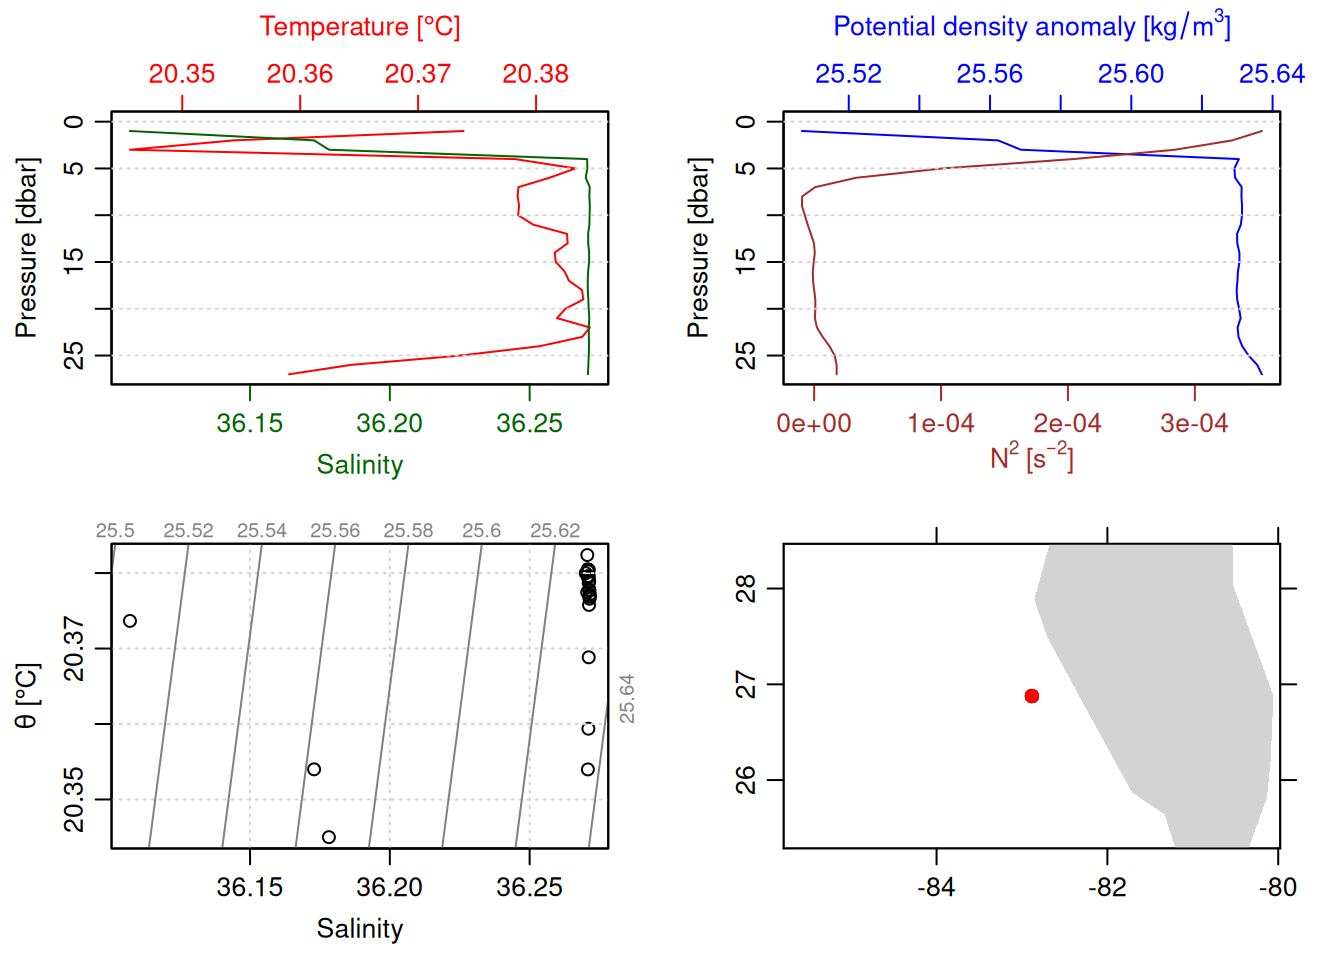 Temperature [°C]
20.35 20.36 20.37 20.38
0
5
15
25
Pressure [dbar]
36.15 36.20 36.25
Salinity
Potential density anomaly [kg/m³]
25.52 25.56 25.60 25.64
0
5
15
25
Pressure [dbar]
0e+00 1e-04 2e-04 3e-04
N² [s⁻²]
25.5 25.52 25.54 25.56 25.58 25.6 25.62
25.64
20.37
20.35
θ [°C]
36.15 36.20 36.25
Salinity
28
27
26
-84 -82 -80